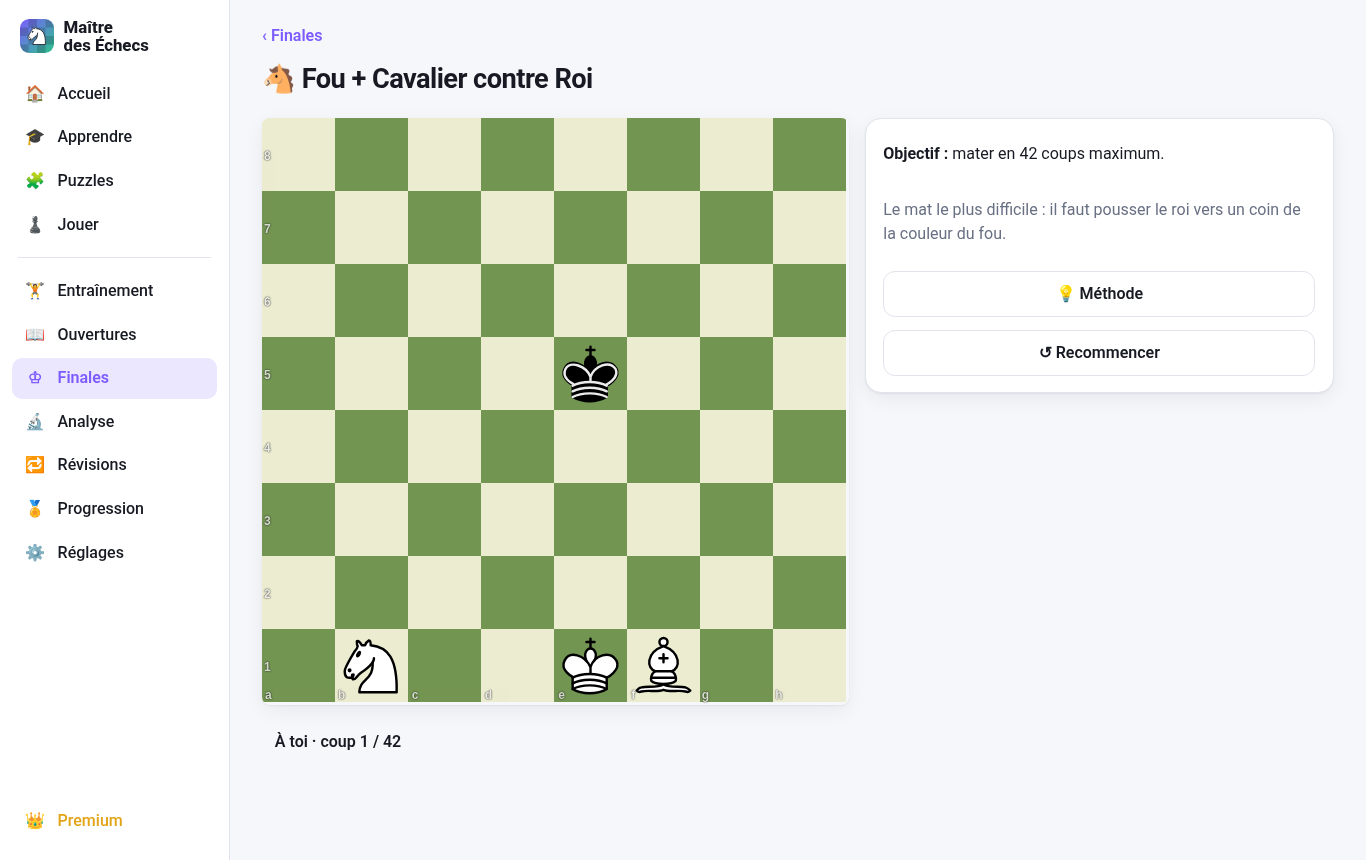 Maître
des Échecs
Accueil
Apprendre
Puzzles
Jouer
Entraînement
Ouvertures
Finales
Analyse
Révisions
Progression
Réglages
Premium
‹ Finales
Fou + Cavalier contre Roi
8
7
6
5
4
3
2
1
a b c d e f g h
À toi · coup 1 / 42
Objectif : mater en 42 coups maximum.
Le mat le plus difficile : il faut pousser le roi vers un coin de
la couleur du fou.
Méthode
↺ Recommencer